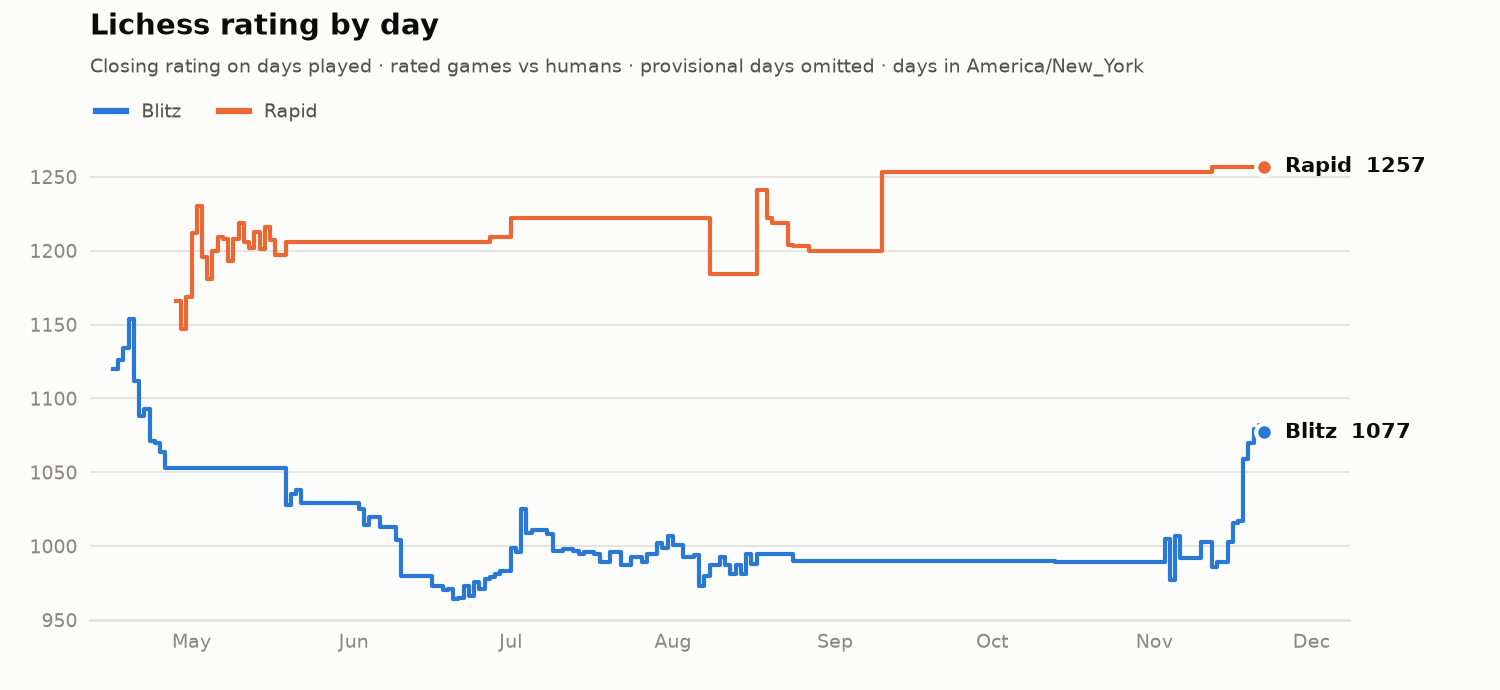 Lichess rating by day
Closing rating on days played · rated games vs humans · provisional days omitted · days in America/New_York
Blitz Rapid
Rapid 1257
1250
1200
1150
1100
Blitz 1077
1050
1000
950
May Jun Jul Aug Sep Oct Nov Dec